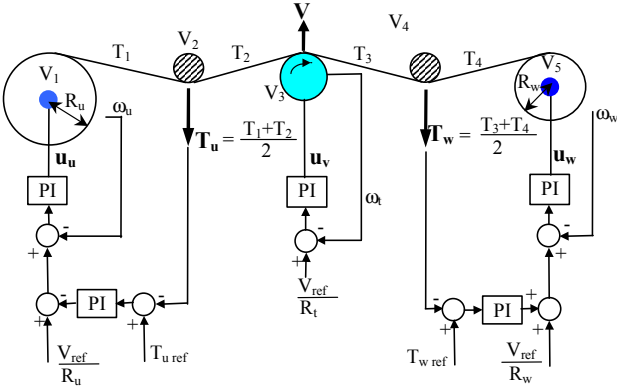 V
V4
V2
T1
T2
T3
T4
V1
V3
V5
Ru
Rw
ωu
ωw
Tu = T1+T2 / 2
Tw = T3+T4 / 2
uu
uv
uw
PI
PI
PI
ωt
-
+
-
+
-
+
Vref / Rt
-
+
PI
-
+
-
+
PI
+
+
Vref / Ru
Tu ref
Tw ref
Vref / Rw